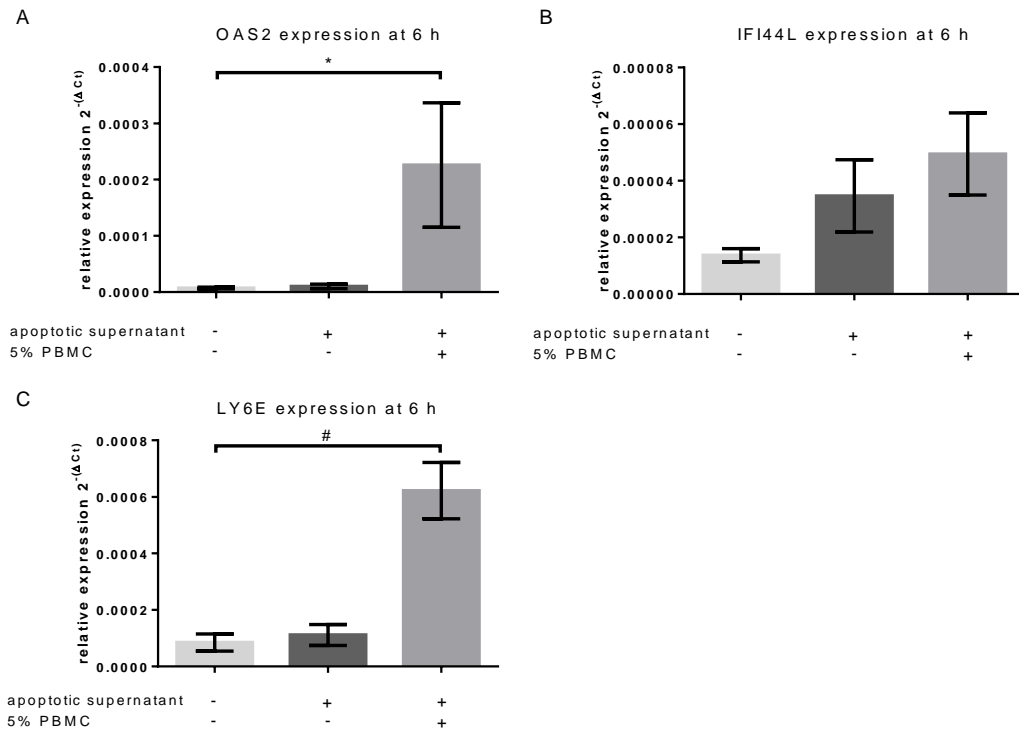 A
OAS2 expression at 6 h
relative expression 2^-(ΔCt)
0.0004
0.0003
0.0002
0.0001
0.0000
*
apoptotic supernatant - + +
5% PBMC - - +
B
IFI44L expression at 6 h
relative expression 2^-(ΔCt)
0.00008
0.00006
0.00004
0.00002
0.00000
apoptotic supernatant - + +
5% PBMC - - +
C
LY6E expression at 6 h
relative expression 2^-(ΔCt)
0.0008
0.0006
0.0004
0.0002
0.0000
#
apoptotic supernatant - + +
5% PBMC - - +